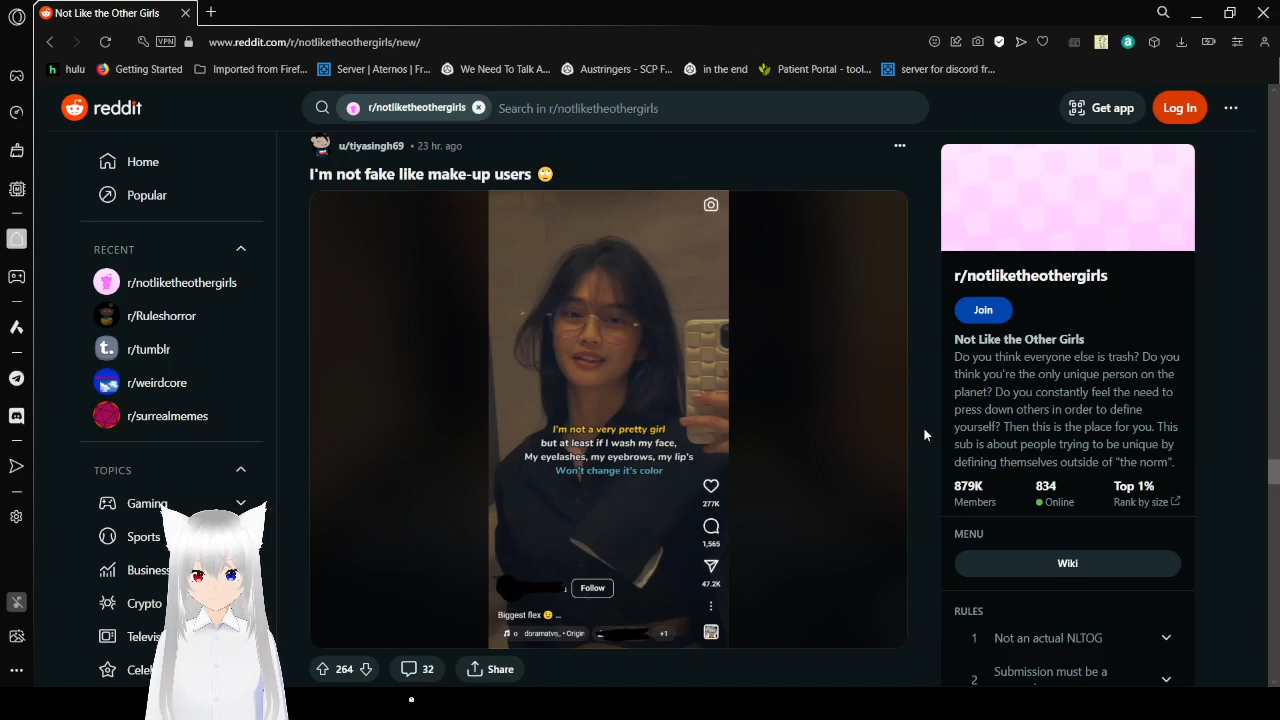 Not Like the Other Girls
VPN
www.reddit.com/r/notliketheothergirls/new/
hulu
Getting Started
Imported from Firef...
Server | Aternos | Fr...
We Need To Talk A...
Austringers - SCP F...
in the end
Patient Portal - tool...
server for discord fr...
reddit
r/notliketheothergirls
Search in r/notliketheothergirls
Get app
Log In
Home
Popular
RECENT
r/notliketheothergirls
r/Ruleshorror
r/tumblr
r/weirdcore
r/surrealmemes
TOPICS
Gaming
Sports
Business
Crypto
Televis
Celeb
u/tiyasingh69 • 23 hr. ago
I'm not fake like make-up users 🙄
I'm not a very pretty girl
but at least if I wash my face,
My eyelashes, my eyebrows, my lip's
Won't change it's color
277K
1,565
47.2K
Follow
Biggest flex 😉 ...
• Origin
+1
264
32
Share
r/notliketheothergirls
Join
Not Like the Other Girls
Do you think everyone else is trash? Do you
think you're the only unique person on the
planet? Do you constantly feel the need to
press down others in order to define
yourself? Then this is the place for you. This
sub is about people trying to be unique by
defining themselves outside of "the norm".
879K
Members
834
Online
Top 1%
Rank by size
MENU
Wiki
RULES
1 Not an actual NLTOG
2 Submission must be a